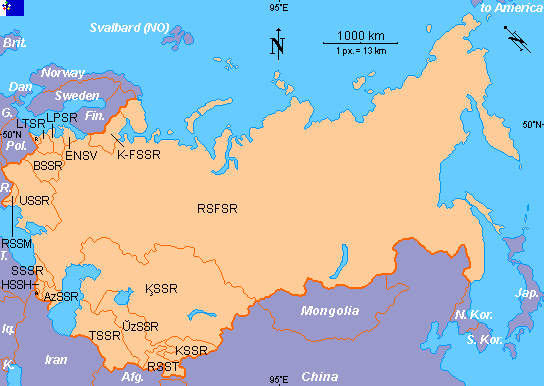 95°E
to America
Svalbard (NO)
Brit.
1000 km
1 px. = 13 km
N
Norway
Dan
Sweden
Fin.
G.
LTSR
LPSR
50°N
50°N
Pol.
ENSV
K-FSSR
BSSR
R.
USSR
RSFSR
RSSM
T.
SSSR
HSSH
AzSSR
ĶSSR
Jap.
Mongolia
N. Kor.
ŪzSSR
TSSR
S. Kor.
Iq.
KSSR
Iran
RSST
K.
Afg.
95°E
China